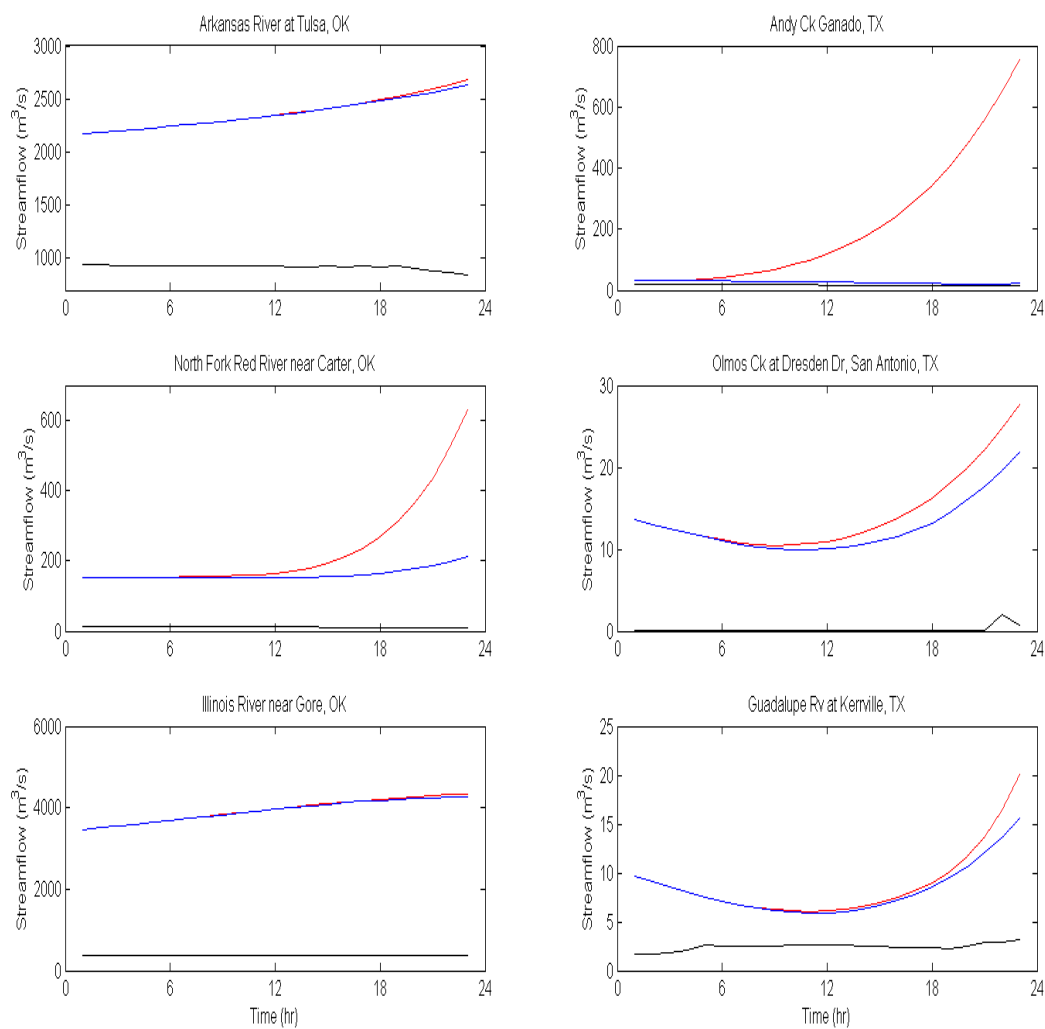 Arkansas River at Tulsa, OK
Streamflow (m³/s)
3000
2500
2000
1500
1000
0 6 12 18 24
Andy Ck Ganado, TX
Streamflow (m³/s)
800
600
400
200
0
0 6 12 18 24
North Fork Red River near Carter, OK
Streamflow (m³/s)
600
400
200
0
0 6 12 18 24
Olmos Ck at Dresden Dr, San Antonio, TX
Streamflow (m³/s)
30
20
10
0
0 6 12 18 24
Illinois River near Gore, OK
Streamflow (m³/s)
6000
4000
2000
0
0 6 12 18 24
Time (hr)
Guadalupe Rv at Kerrville, TX
Streamflow (m³/s)
25
20
15
10
5
0
0 6 12 18 24
Time (hr)